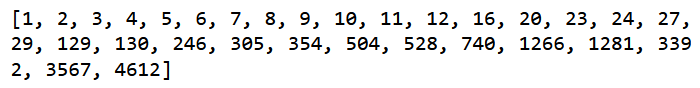 [1, 2, 3, 4, 5, 6, 7, 8, 9, 10, 11, 12, 16, 20, 23, 24, 27,
29, 129, 130, 246, 305, 354, 504, 528, 740, 1266, 1281, 339
2, 3567, 4612]